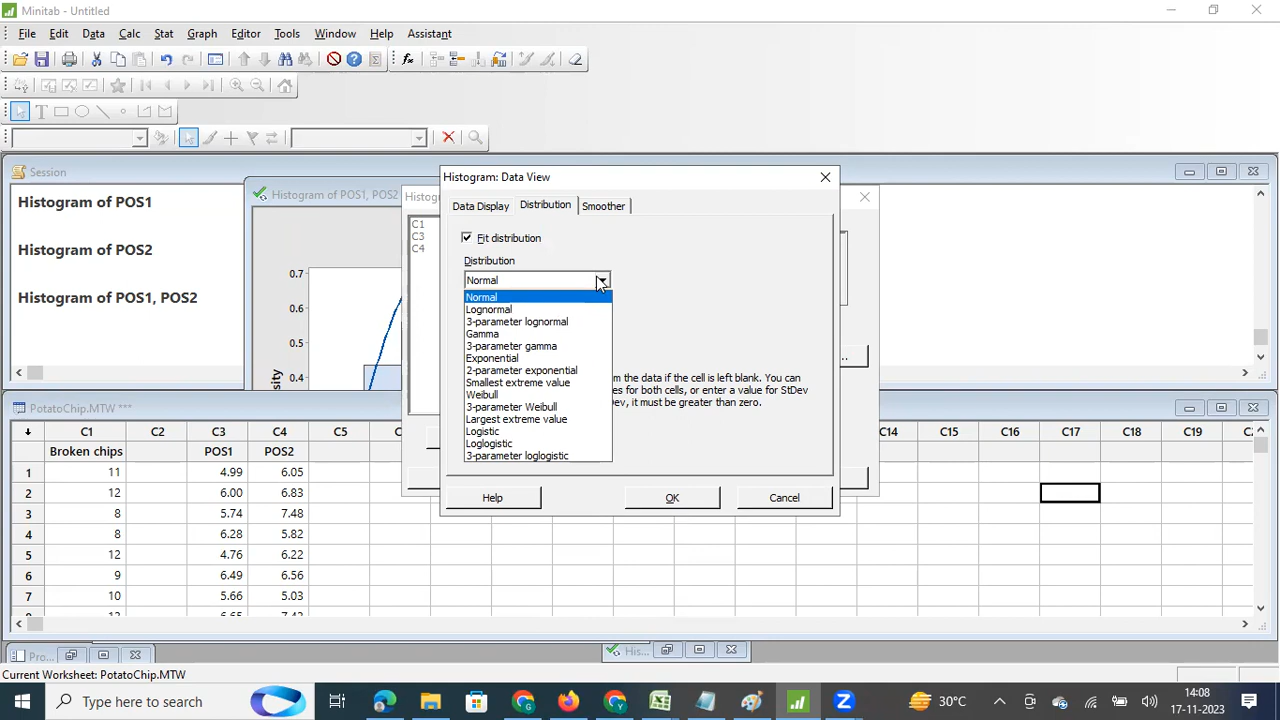 Minitab - Untitled
File Edit Data Calc Stat Graph Editor Tools Window Help Assistant
Session
Histogram of POS1
Histogram of POS2
Histogram of POS1, POS2
Histogram of POS1, POS2
0.7
0.6
0.5
0.4
Histog
C1
C3
C4
Histogram: Data View
Data Display Distribution Smoother
Fit distribution
Distribution
Normal
Normal
Lognormal
3-parameter lognormal
Gamma
3-parameter gamma
Exponential
2-parameter exponential
Smallest extreme value
Weibull
3-parameter Weibull
Largest extreme value
Logistic
Loglogistic
3-parameter loglogistic
m the data if the cell is left blank. You can
es for both cells, or enter a value for StDev
Dev, it must be greater than zero.
Help OK Cancel
PotatoChip.MTW ***
C1 C2 C3 C4 C5 C14 C15 C16 C17 C18 C19
Broken chips POS1 POS2
1 11 4.99 6.05
2 12 6.00 6.83
3 8 5.74 7.48
4 8 6.28 5.82
5 12 4.76 6.22
6 9 6.49 6.56
7 10 5.66 5.03
Pro... His...
Current Worksheet: PotatoChip.MTW
Type here to search
30°C
14:08
17-11-2023